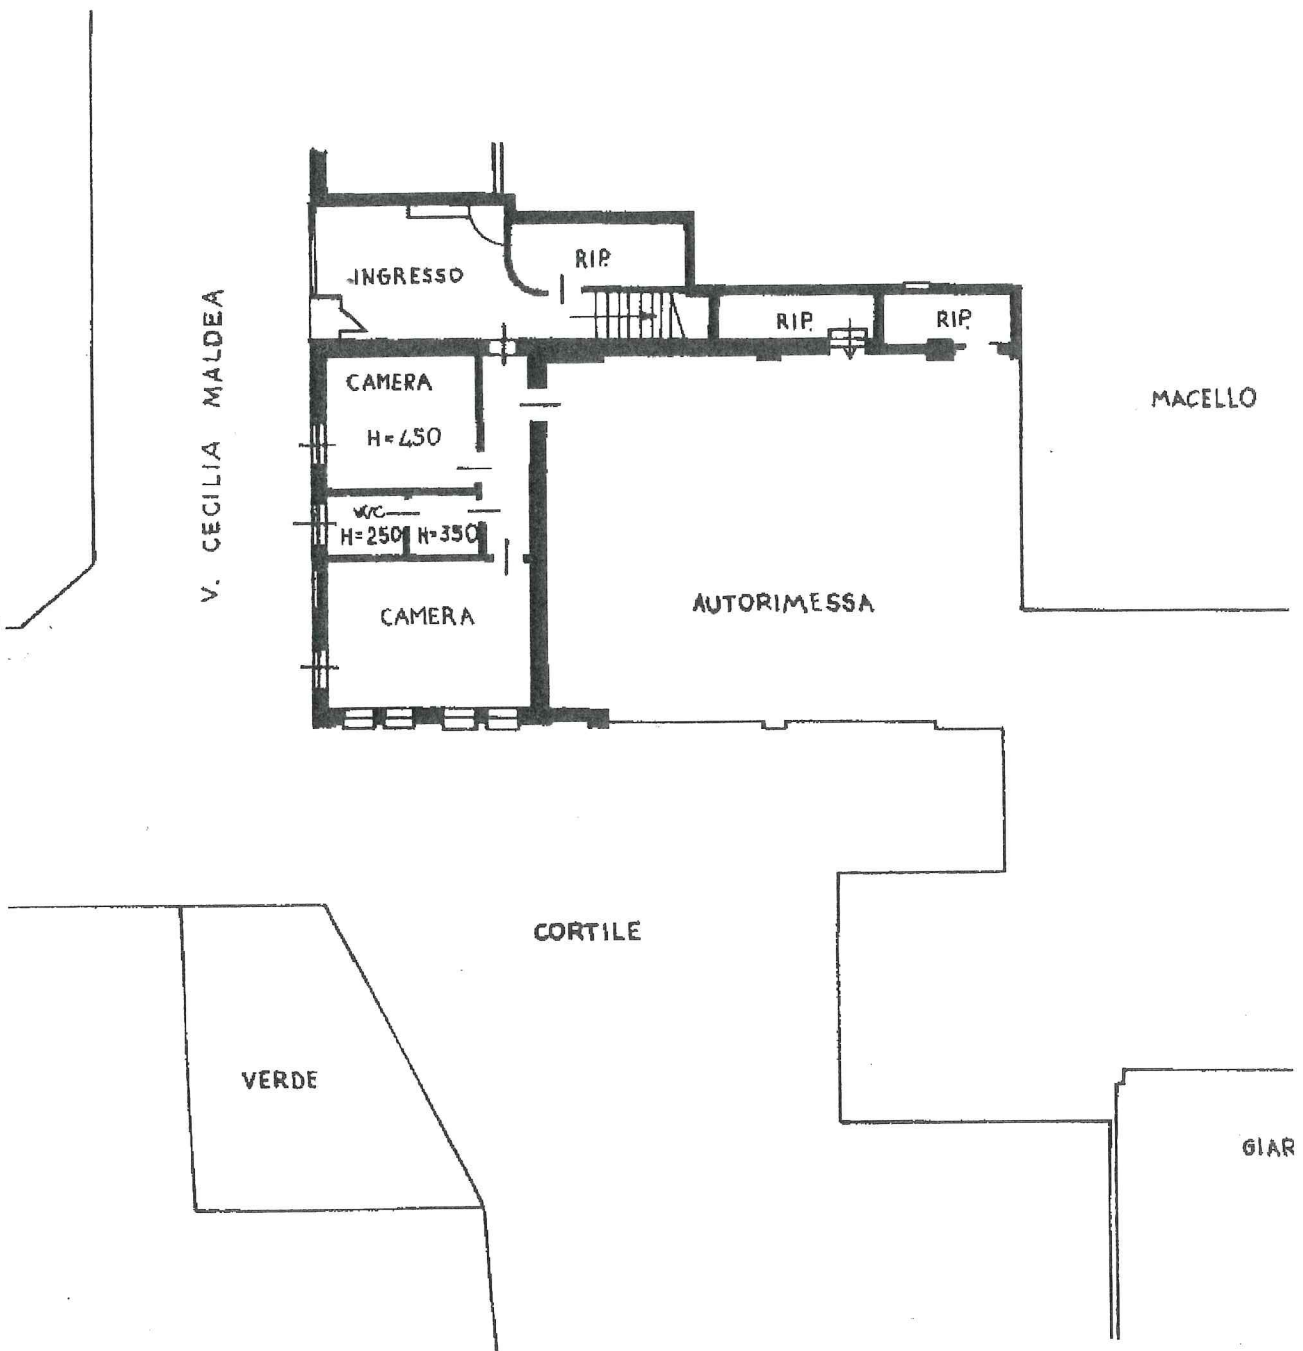 RIP.
INGRESSO
RIP.
RIP.
V. CECILIA MALDEA
CAMERA
MACELLO
H=450
W/C
H=250
H=350
CAMERA
AUTORIMESSA
CORTILE
VERDE
GIAR